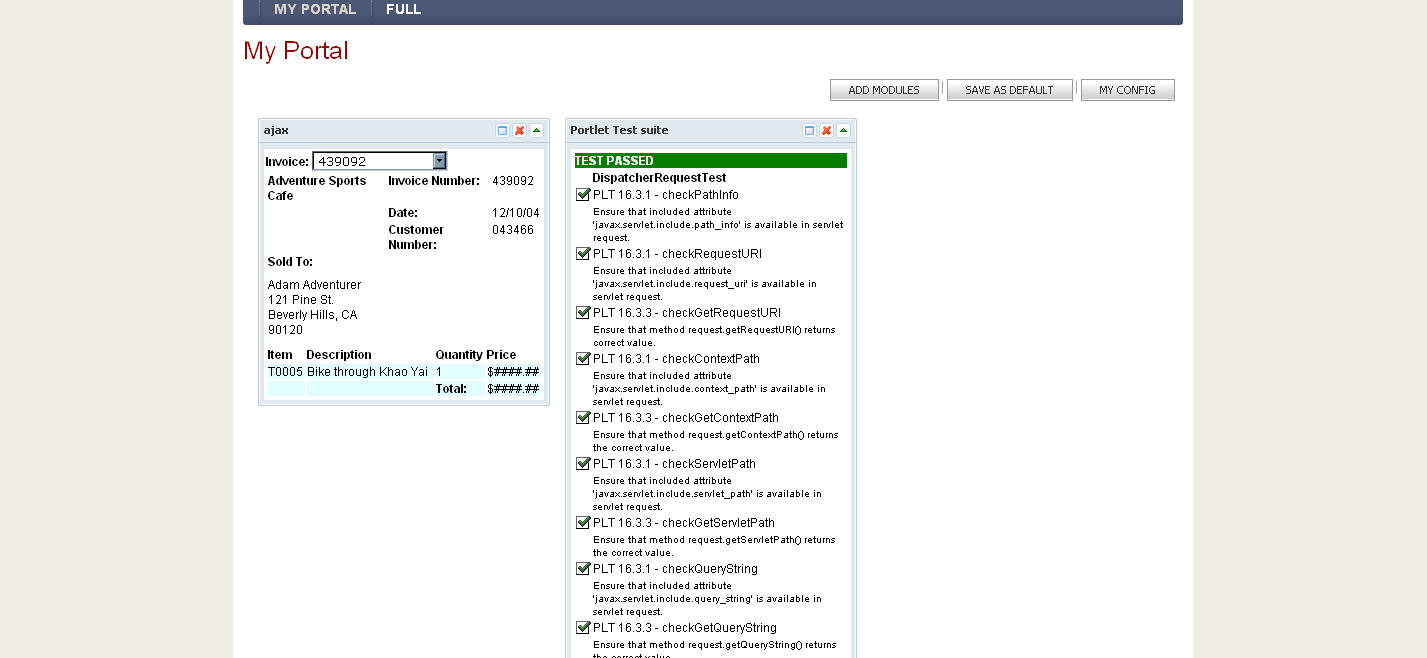 MY PORTAL FULL
My Portal
ADD MODULES SAVE AS DEFAULT MY CONFIG
ajax
Invoice: 439092
Adventure Sports Cafe Invoice Number: 439092
Date: 12/10/04
Customer Number: 043466
Sold To:
Adam Adventurer
121 Pine St.
Beverly Hills, CA
90120
Item Description Quantity Price
T0005 Bike through Khao Yai 1 $####.##
Total: $####.##
Portlet Test suite
TEST PASSED
DispatcherRequestTest
PLT 16.3.1 - checkPathInfo
Ensure that included attribute
'javax.servlet.include.path_info' is available in servlet
request.
PLT 16.3.1 - checkRequestURI
Ensure that included attribute
'javax.servlet.include.request_uri' is available in
servlet request.
PLT 16.3.3 - checkGetRequestURI
Ensure that method request.getRequestURI() returns
correct value.
PLT 16.3.1 - checkContextPath
Ensure that included attribute
'javax.servlet.include.context_path' is available in
servlet request.
PLT 16.3.3 - checkGetContextPath
Ensure that method request.getContextPath() returns
the correct value.
PLT 16.3.1 - checkServletPath
Ensure that included attribute
'javax.servlet.include.servlet_path' is available in
servlet request.
PLT 16.3.3 - checkGetServletPath
Ensure that method request.getServletPath() returns
the correct value.
PLT 16.3.1 - checkQueryString
Ensure that included attribute
'javax.servlet.include.query_string' is available in
servlet request.
PLT 16.3.3 - checkGetQueryString
Ensure that method request.getQueryString() returns
the correct value.